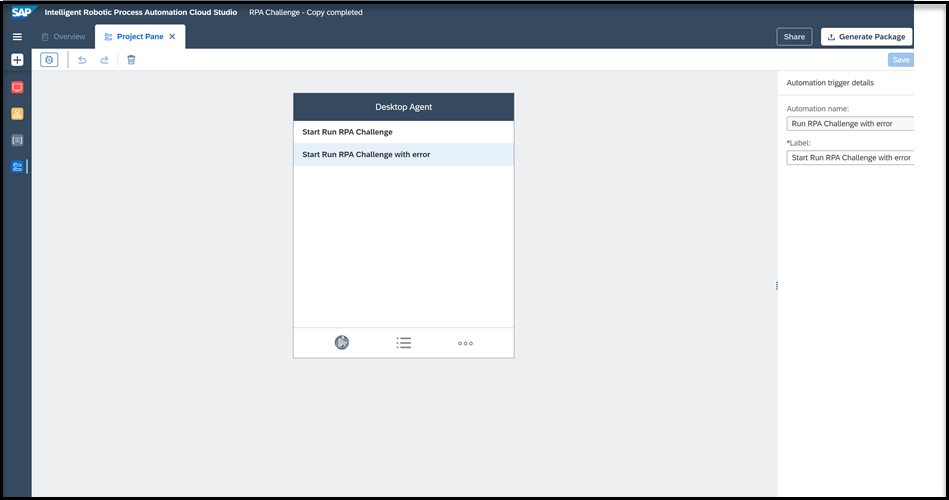 SAP Intelligent Robotic Process Automation Cloud Studio RPA Challenge - Copy completed
Overview Project Pane Share Generate Package
Save
Automation trigger details
Desktop Agent
Automation name:
Run RPA Challenge with error
Start Run RPA Challenge
*Label:
Start Run RPA Challenge with error
Start Run RPA Challenge with error